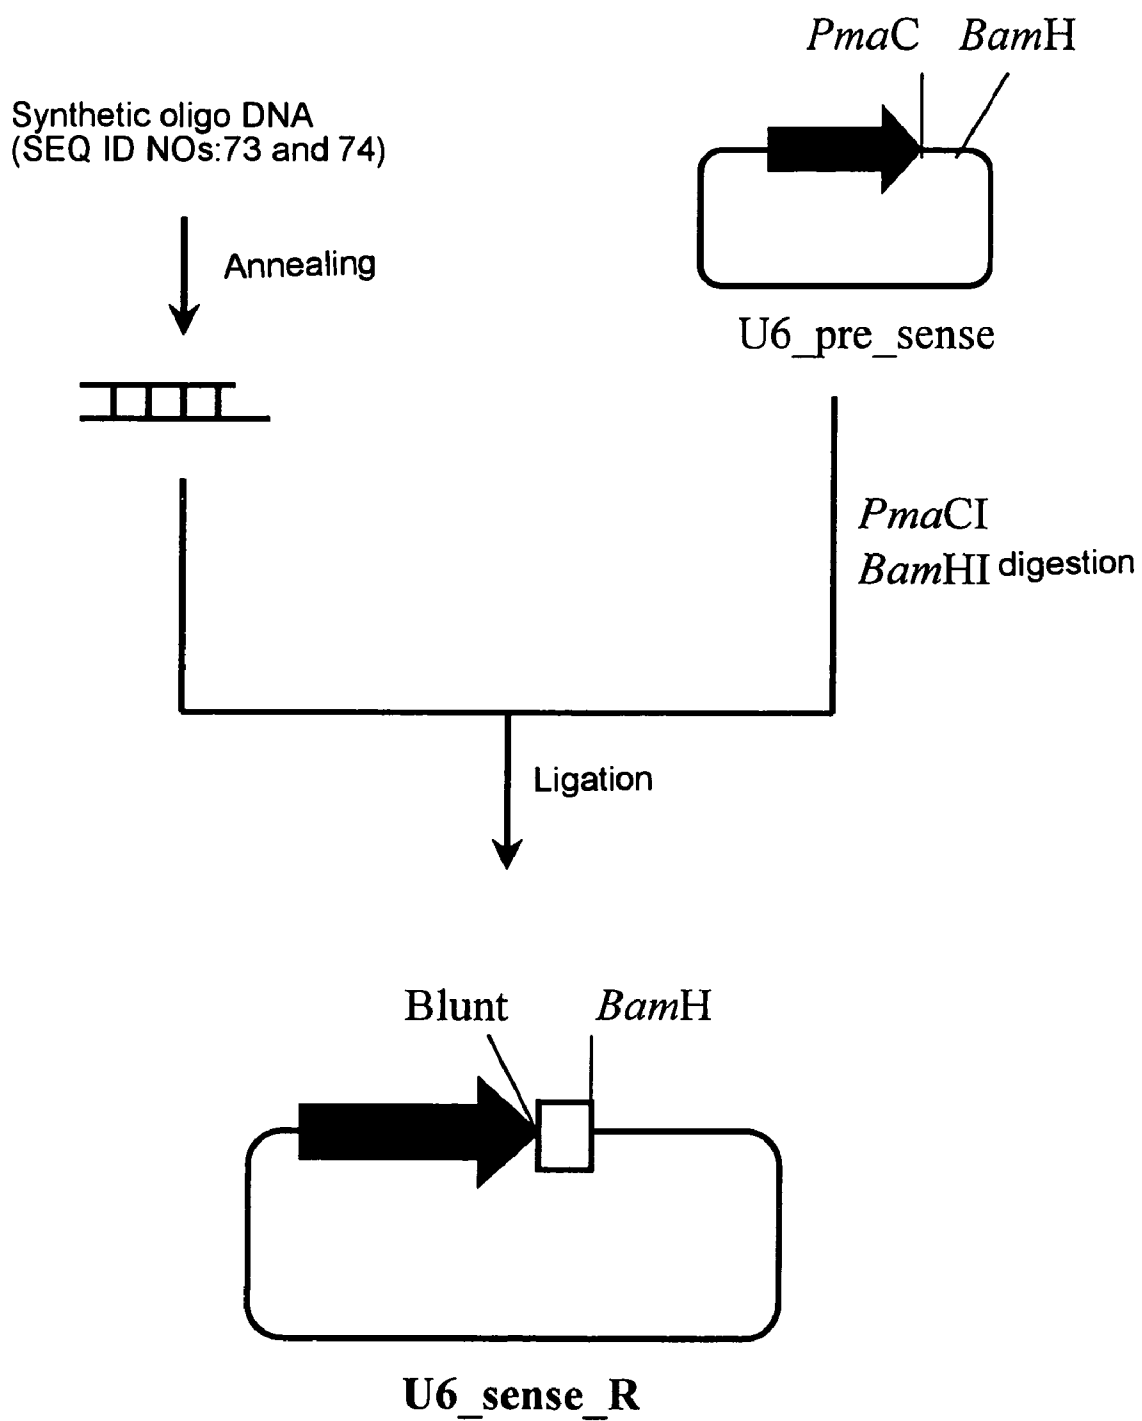 PmaC BamH
Synthetic oligo DNA
(SEQ ID NOs:73 and 74)
Annealing
U6_pre_sense
PmaCI
BamHI digestion
Ligation
Blunt BamH
U6_sense_R